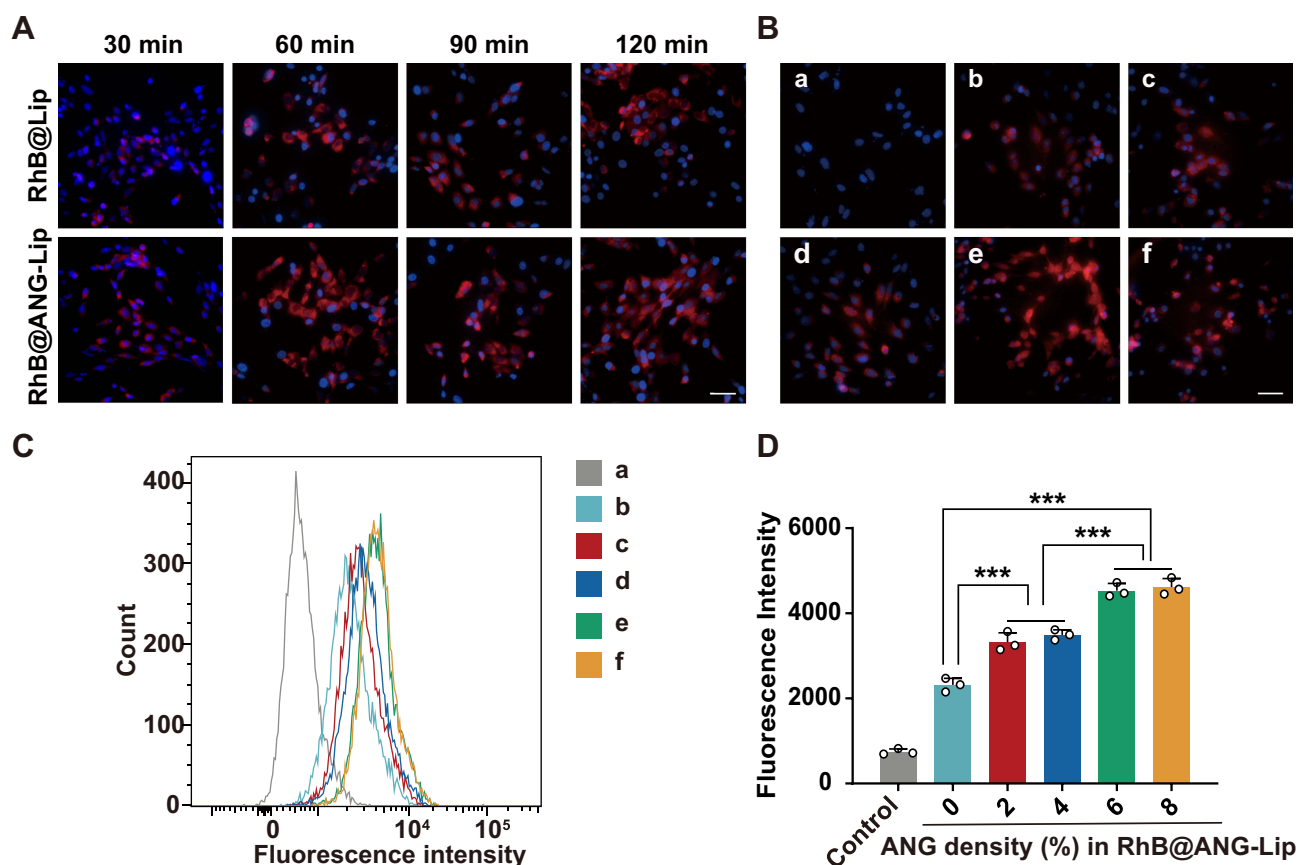 A
30 min 60 min 90 min 120 min
RhB@Lip
RhB@ANG-Lip
B
a b c
d e f
C
Count
400
300
200
100
0
0 10⁴ 10⁵
Fluorescence intensity
a
b
c
d
e
f
D
Fluorescence Intensity
6000
4000
2000
0
***
***
***
Control 0 2 4 6 8
ANG density (%) in RhB@ANG-Lip